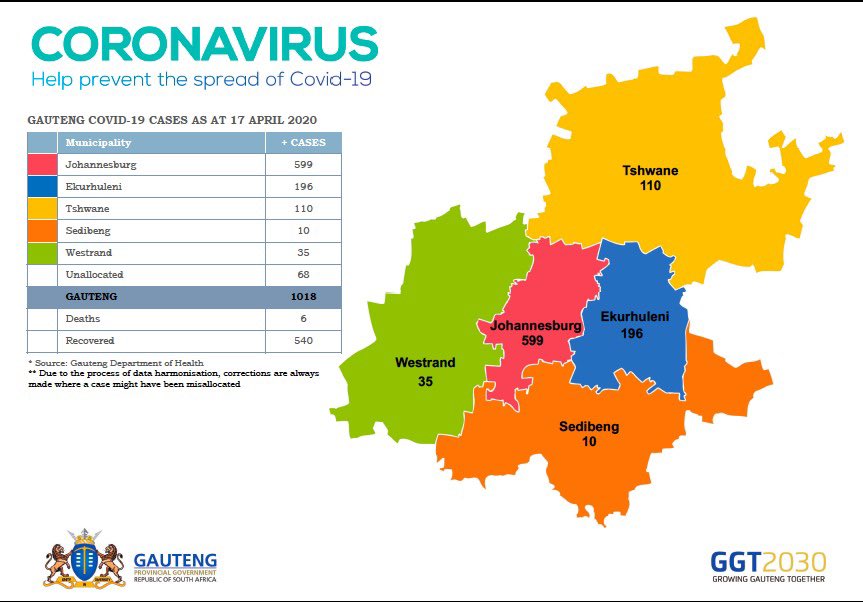 CORONAVIRUS
Help prevent the spread of Covid-19
GAUTENG COVID-19 CASES AS AT 17 APRIL 2020
Municipality + CASES
Johannesburg 599
Ekurhuleni 196
Tshwane 110
Sedibeng 10
Westrand 35
Unallocated 68
GAUTENG 1018
Deaths 6
Recovered 540
* Source: Gauteng Department of Health
** Due to the process of data harmonisation, corrections are always
made where a case might have been misallocated
Tshwane
110
Johannesburg
599
Ekurhuleni
196
Westrand
35
Sedibeng
10
GAUTENG
PROVINCIAL GOVERNMENT
REPUBLIC OF SOUTH AFRICA
GGT2030
GROWING GAUTENG TOGETHER